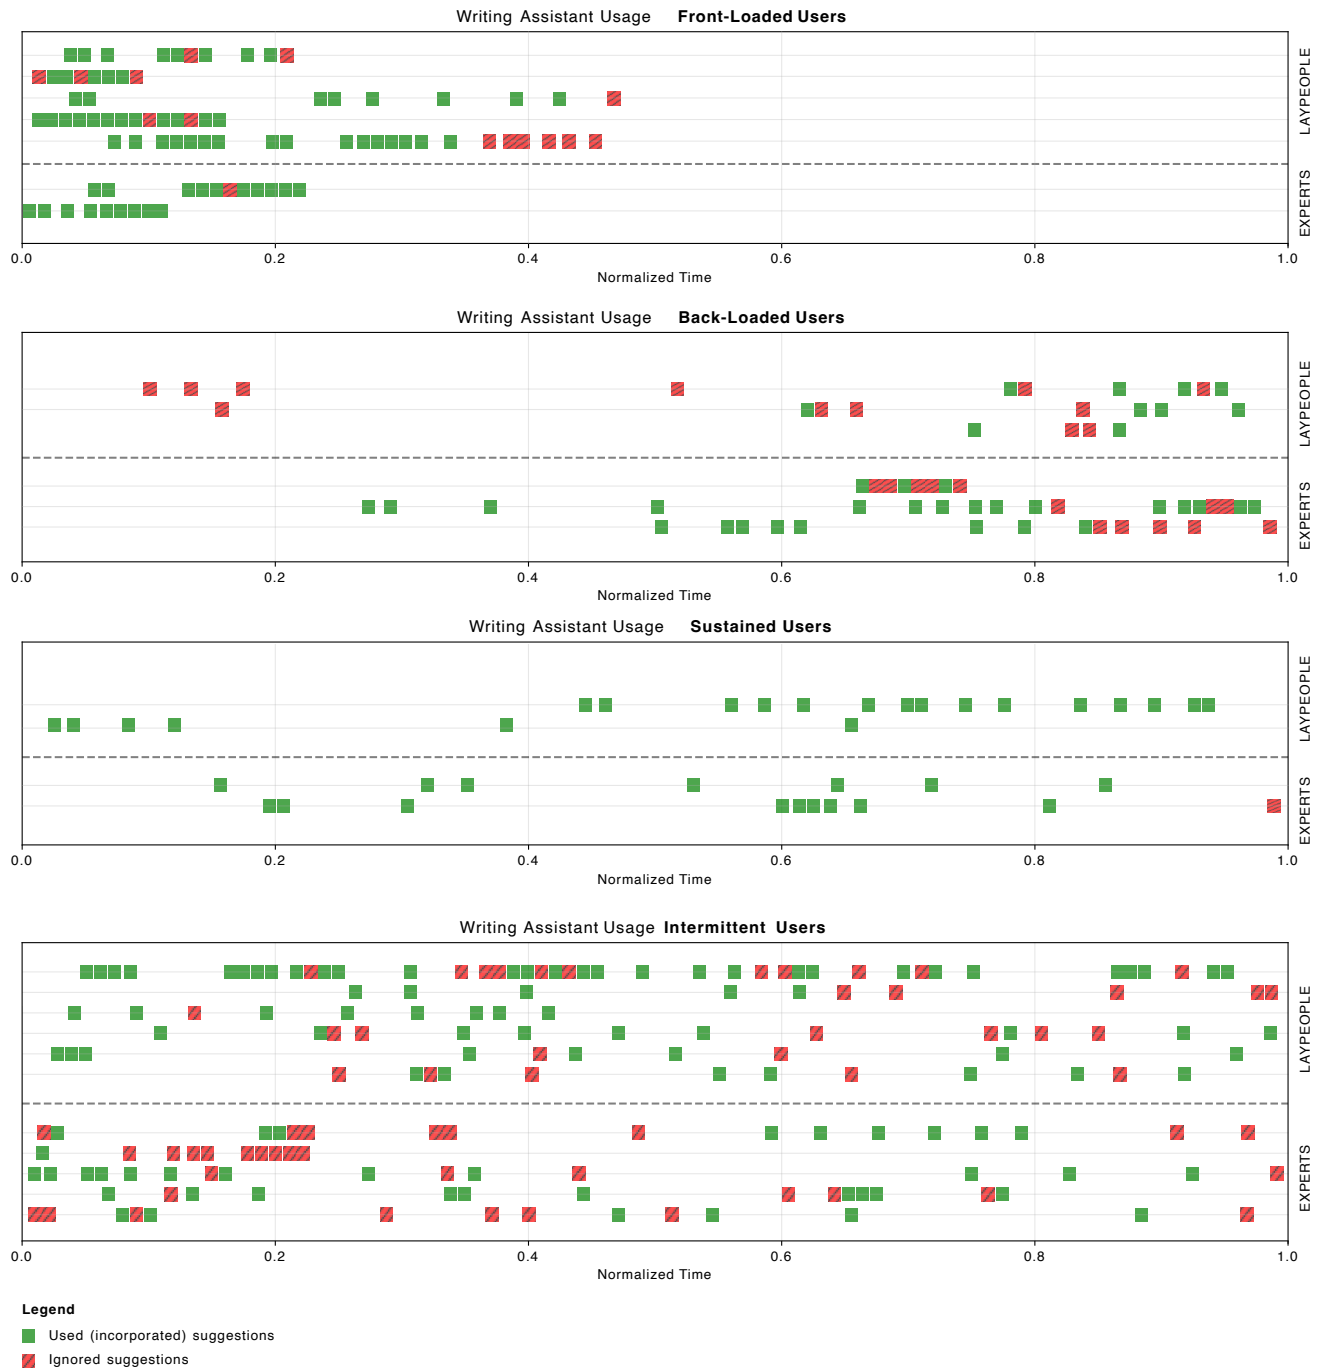 Writing Assistant Usage Front-Loaded Users
LAYPEOPLE
EXPERTS
0.0 0.2 0.4 0.6 0.8 1.0
Normalized Time
Writing Assistant Usage Back-Loaded Users
LAYPEOPLE
EXPERTS
0.0 0.2 0.4 0.6 0.8 1.0
Normalized Time
Writing Assistant Usage Sustained Users
LAYPEOPLE
EXPERTS
0.0 0.2 0.4 0.6 0.8 1.0
Normalized Time
Writing Assistant Usage Intermittent Users
LAYPEOPLE
EXPERTS
0.0 0.2 0.4 0.6 0.8 1.0
Normalized Time
Legend
Used (incorporated) suggestions
Ignored suggestions